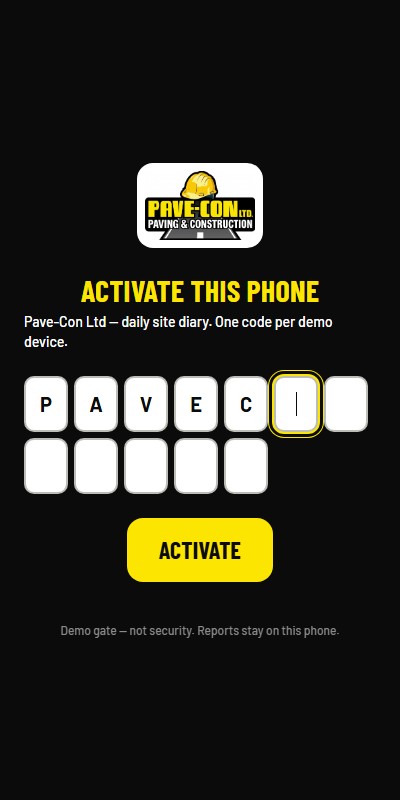 PAVE-CON LTD.
PAVING & CONSTRUCTION
ACTIVATE THIS PHONE
Pave-Con Ltd — daily site diary. One code per demo
device.
P A V E C
ACTIVATE
Demo gate — not security. Reports stay on this phone.